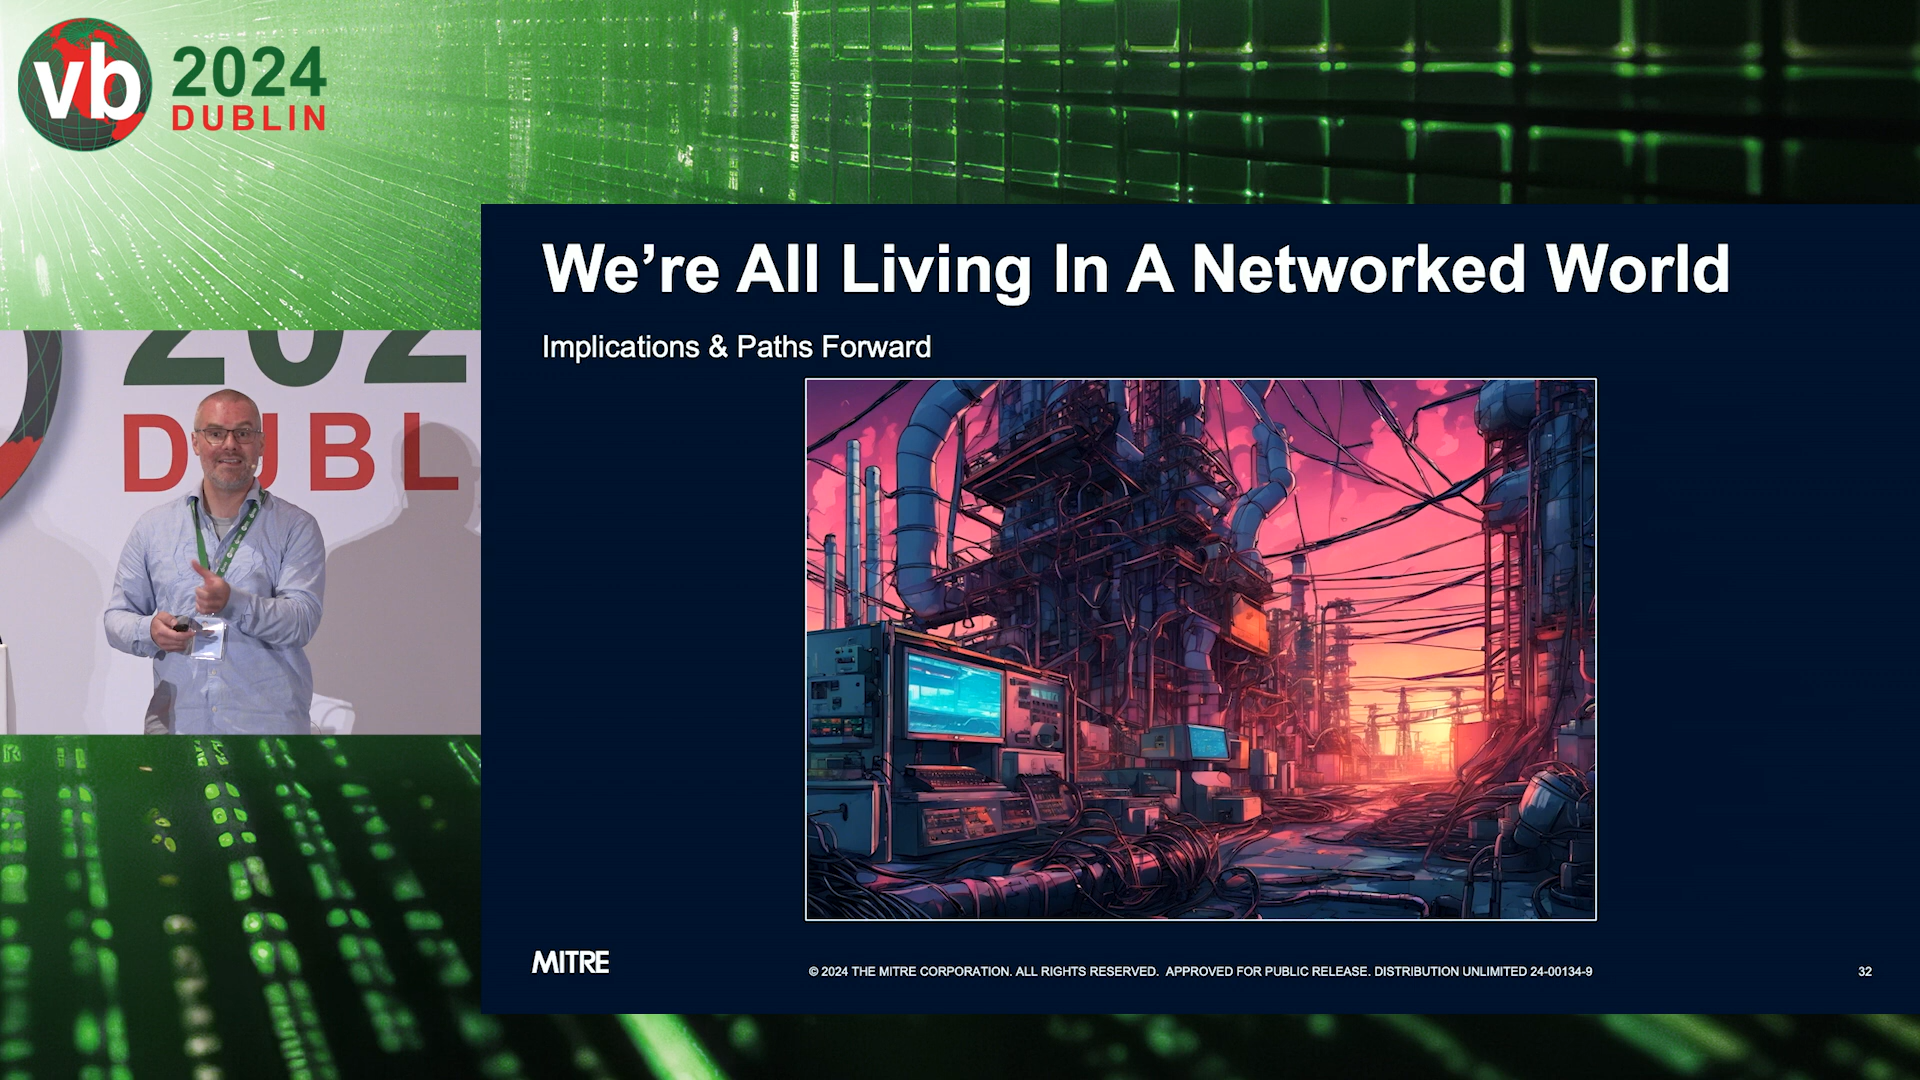 vb
2024
DUBLIN
We're All Living In A Networked World
Implications & Paths Forward
202
DUBL
MITRE
© 2024 THE MITRE CORPORATION. ALL RIGHTS RESERVED. APPROVED FOR PUBLIC RELEASE. DISTRIBUTION UNLIMITED 24-00134-9
32